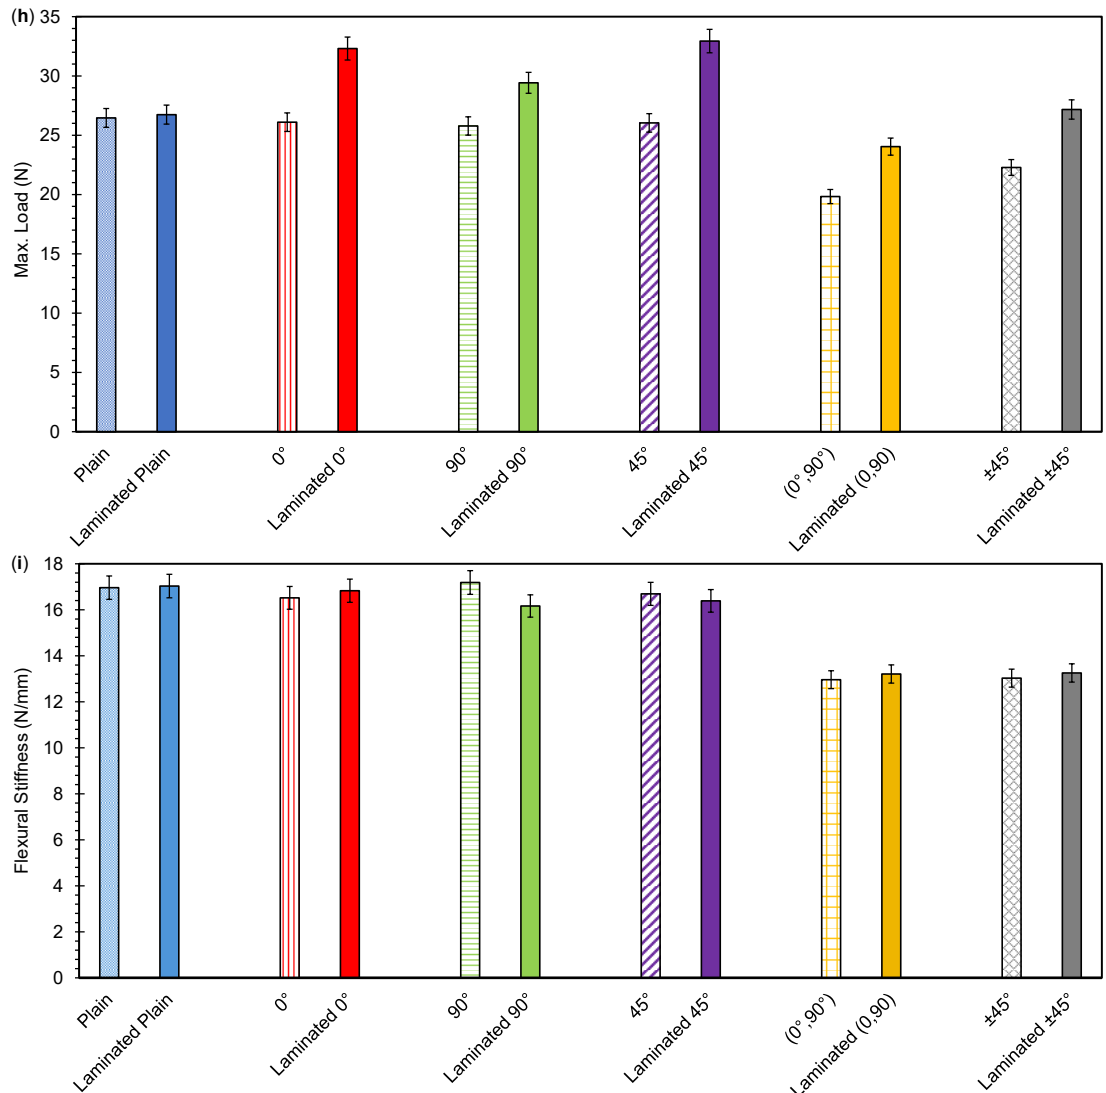 (h)
Max. Load (N)
35
30
25
20
15
10
5
0
Plain
Laminated Plain
0°
Laminated 0°
90°
Laminated 90°
45°
Laminated 45°
(0°,90°)
Laminated (0,90)
±45°
Laminated ±45°
(i)
Flexural Stiffness (N/mm)
18
16
14
12
10
8
6
4
2
0
Plain
Laminated Plain
0°
Laminated 0°
90°
Laminated 90°
45°
Laminated 45°
(0°,90°)
Laminated (0,90)
±45°
Laminated ±45°